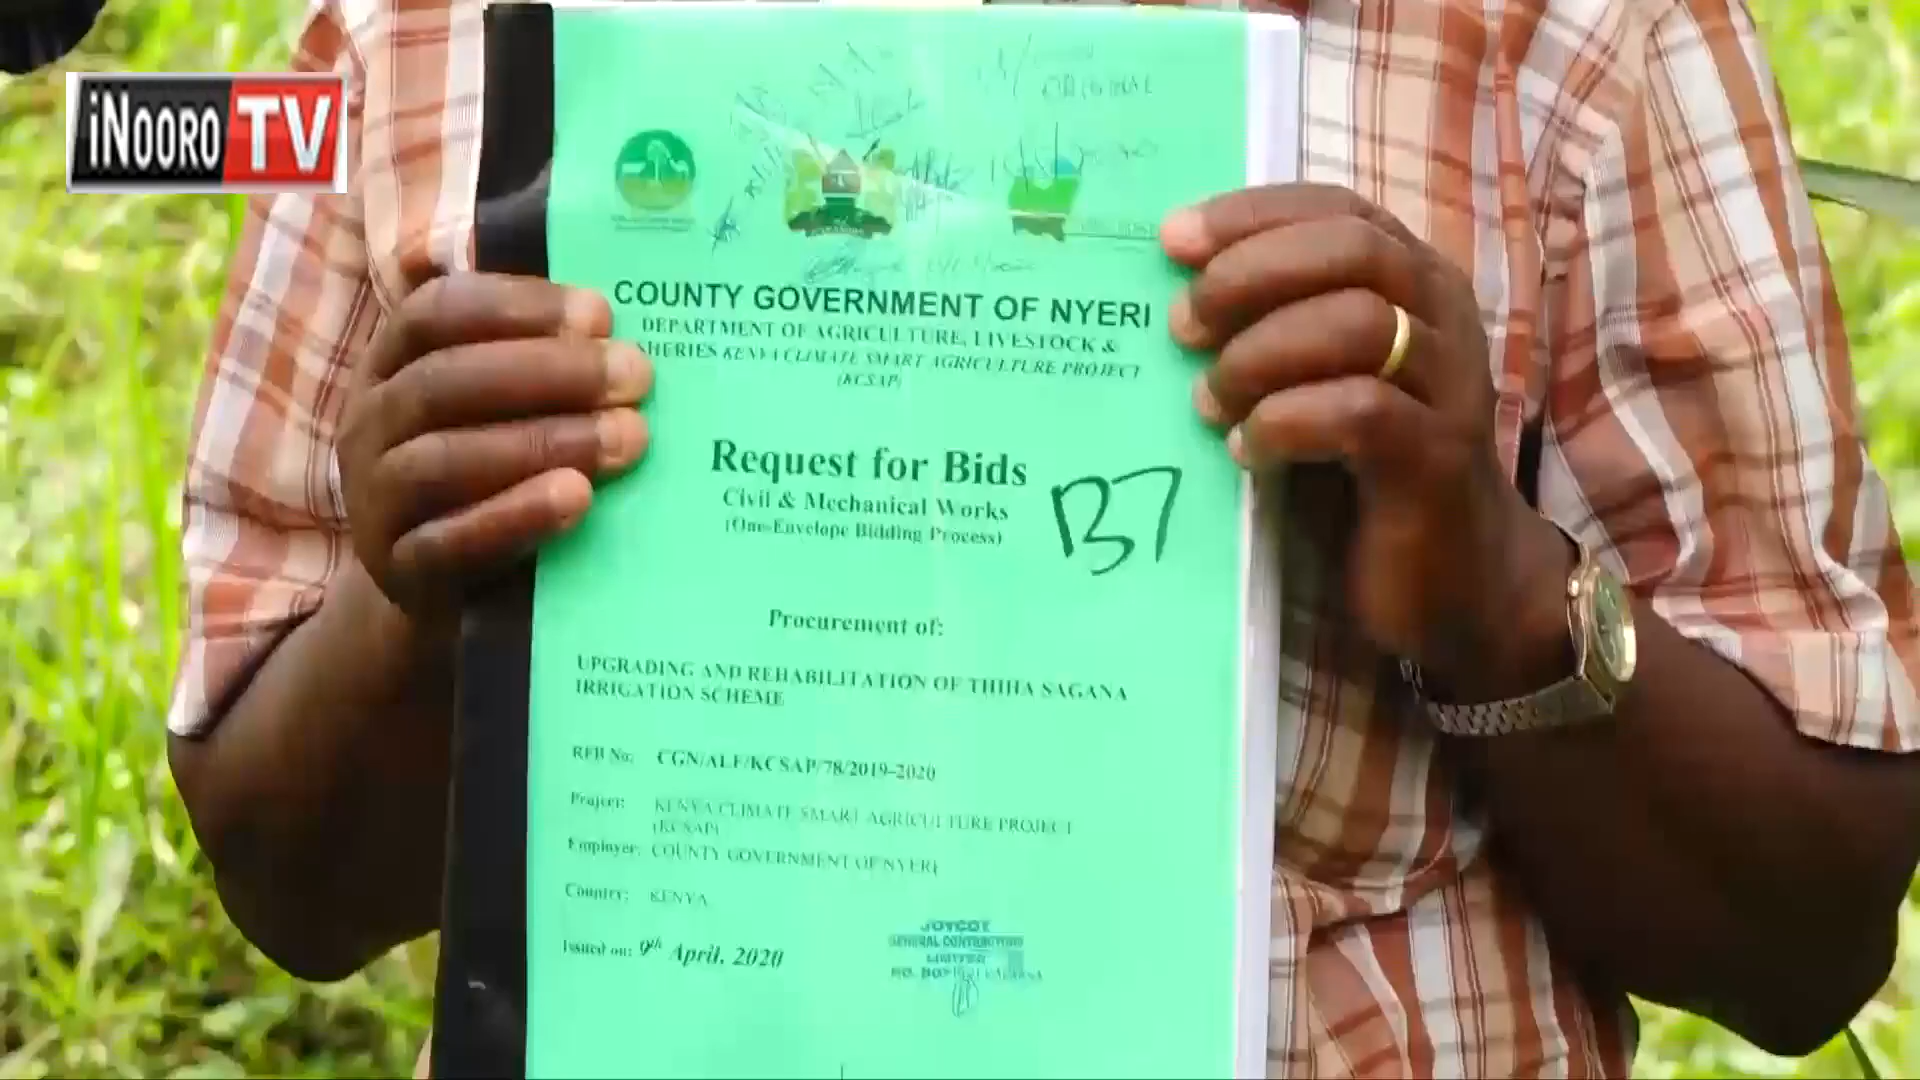 iNOORO TV
ORIGINAL
COUNTY GOVERNMENT OF NYERI
DEPARTMENT OF AGRICULTURE, LIVESTOCK &
SHERIES KENYA CLIMATE SMART AGRICULTURE PROJECT
(KCSAP)
Request for Bids
Civil & Mechanical Works
(One-Envelope Bidding Process)
B7
Procurement of:
UPGRADING AND REHABILITATION OF THIHA SAGANA
IRRIGATION SCHEME
RFB No: CGN/ALF/KCSAP/78/2019-2020
Project: KENYA CLIMATE SMART AGRICULTURE PROJECT
(KCSAP)
Employer: COUNTY GOVERNMENT OF NYERI
Country: KENYA
Issued on: 9th April, 2020
JOYCOT
GENERAL CONTRACTORS
LIMITED